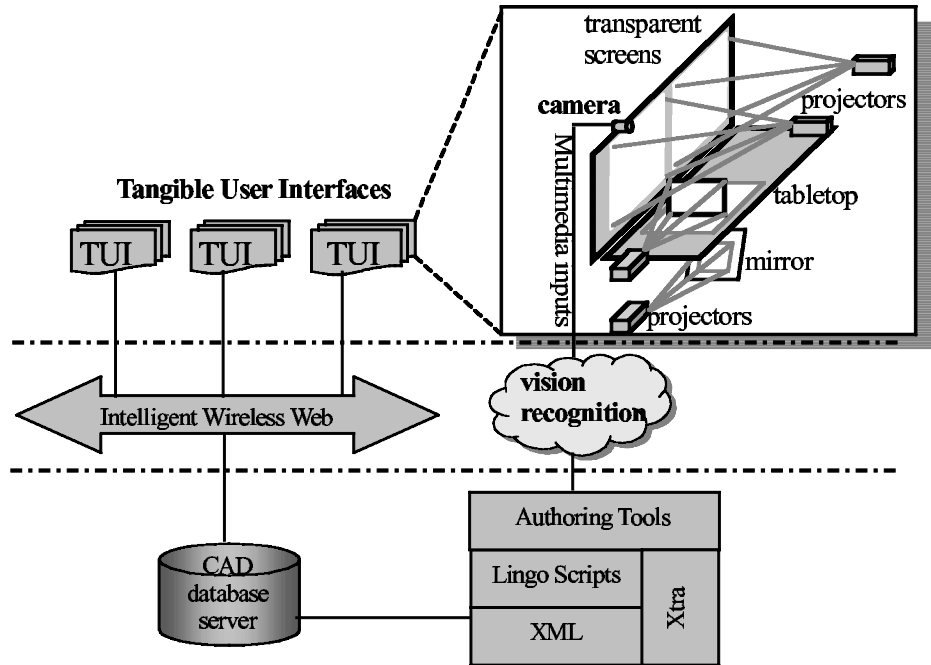 transparent
screens
camera
projectors
Multimedia inputs
Tangible User Interfaces
tabletop
TUI
TUI
TUI
mirror
projectors
vision
recognition
Intelligent Wireless Web
Authoring Tools
CAD
database
server
Lingo Scripts
Xtra
XML